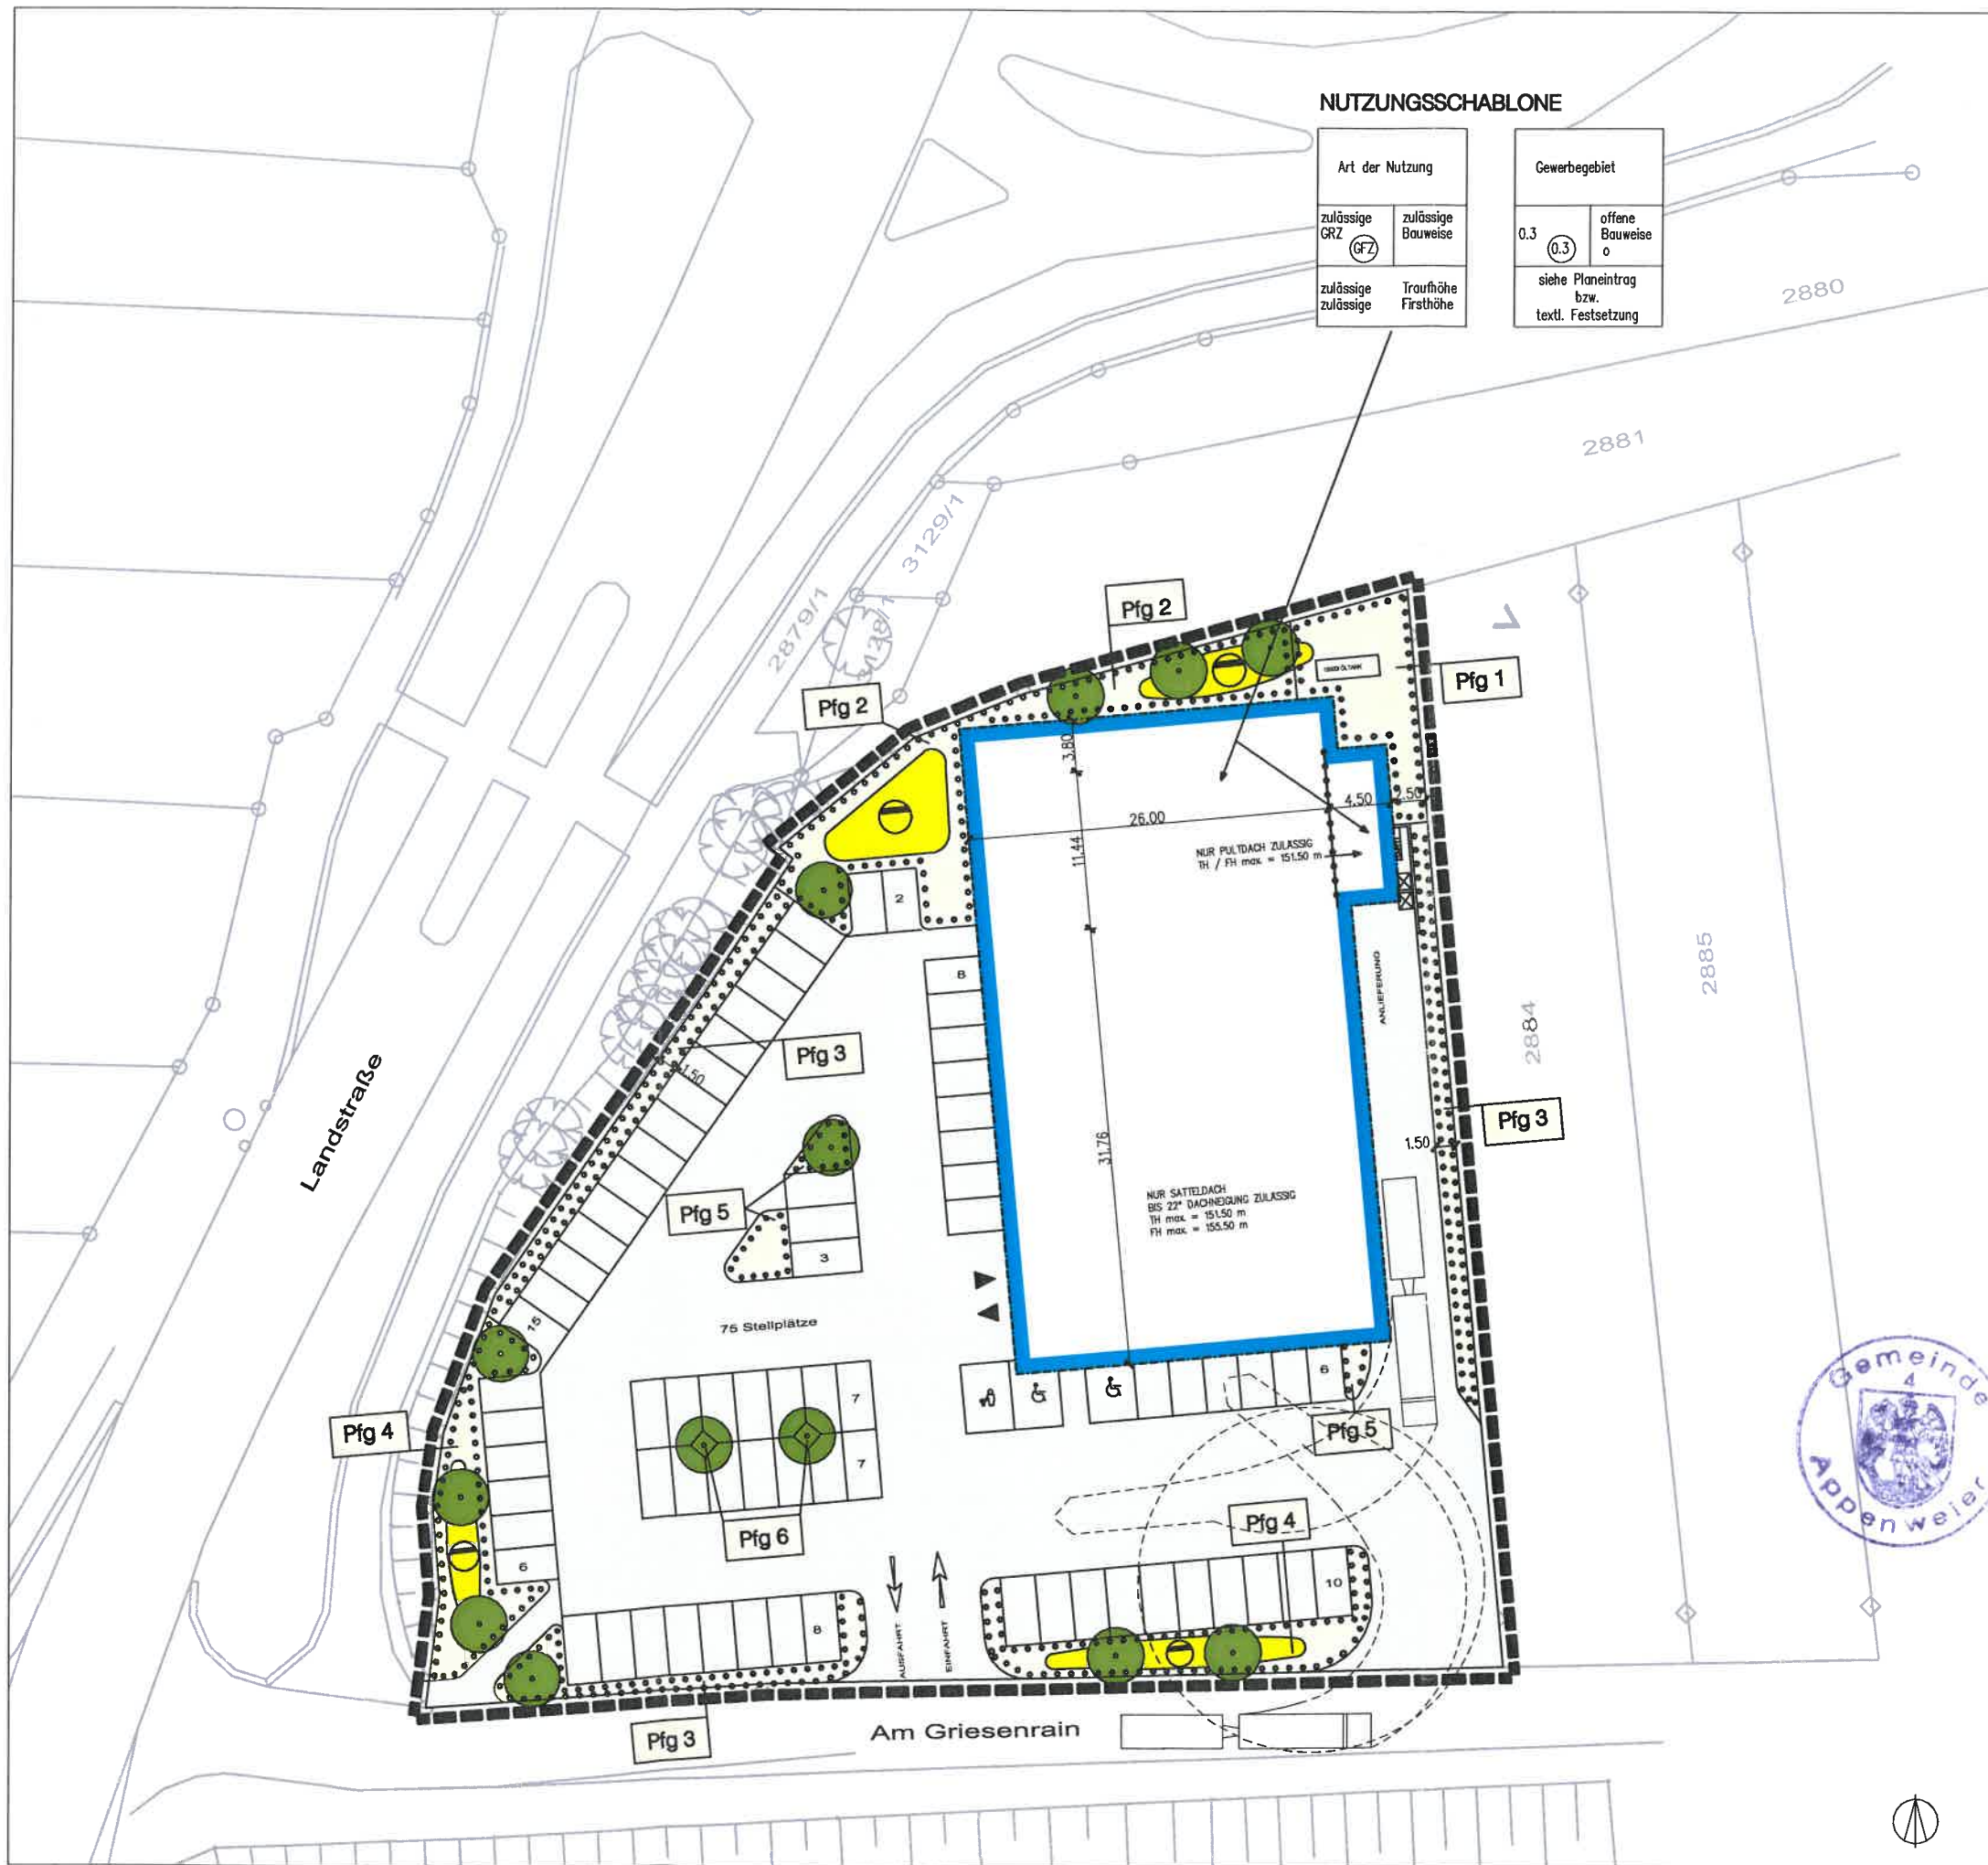 NUTZUNGSSCHABLONE
Art der Nutzung
zulässige
GRZ
GFZ
zulässige
Bauweise
zulässige Traufhöhe
zulässige Firsthöhe
Gewerbegebiet
0.3
0.3
offene
Bauweise
o
siehe Planeintrag
bzw.
textl. Festsetzung
2880
2881
3129/1
2879/1
Pfg 2
Pfg 1
Pfg 2
3.80
26.00
4.50
2.50
11.44
NUR PULTDACH ZULÄSSIG
TH / FH max. = 151.50 m
2
8
ANLIEFERUNG
2885
2884
Pfg 3
1.50
Landstraße
Pfg 3
1.50
31.76
Pfg 5
3
NUR SATTELDACH
BIS 22° DACHNEIGUNG ZULÄSSIG
TH max. = 151.50 m
FH max. = 155.50 m
75 Stellplätze
15
7
7
6
Pfg 4
Pfg 5
Pfg 6
Pfg 4
6
8
10
AUSFAHRT
EINFAHRT
Pfg 3
Am Griesenrain
Gemeinde
4
Appenweier